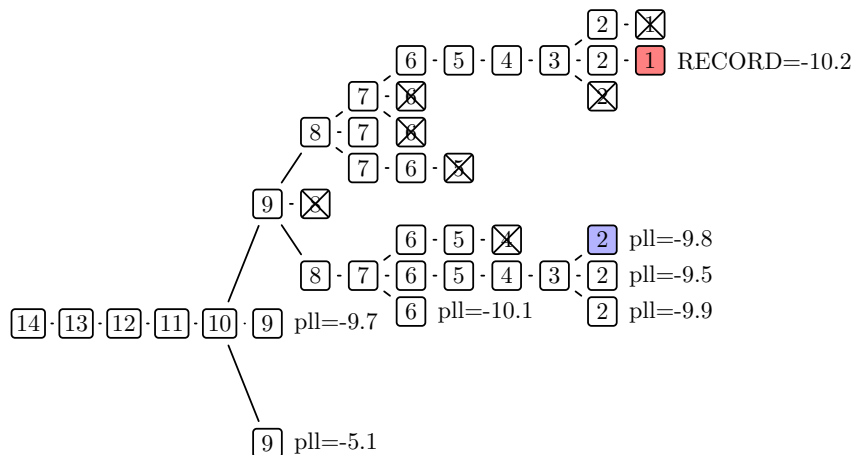 2 1
6 5 4 3 2 1 RECORD=-10.2
7 6 2
8 7 6
7 6 5
9 8
6 5 4 2 pll=-9.8
8 7 6 5 4 3 2 pll=-9.5
6 pll=-10.1 2 pll=-9.9
14 13 12 11 10 9 pll=-9.7
9 pll=-5.1